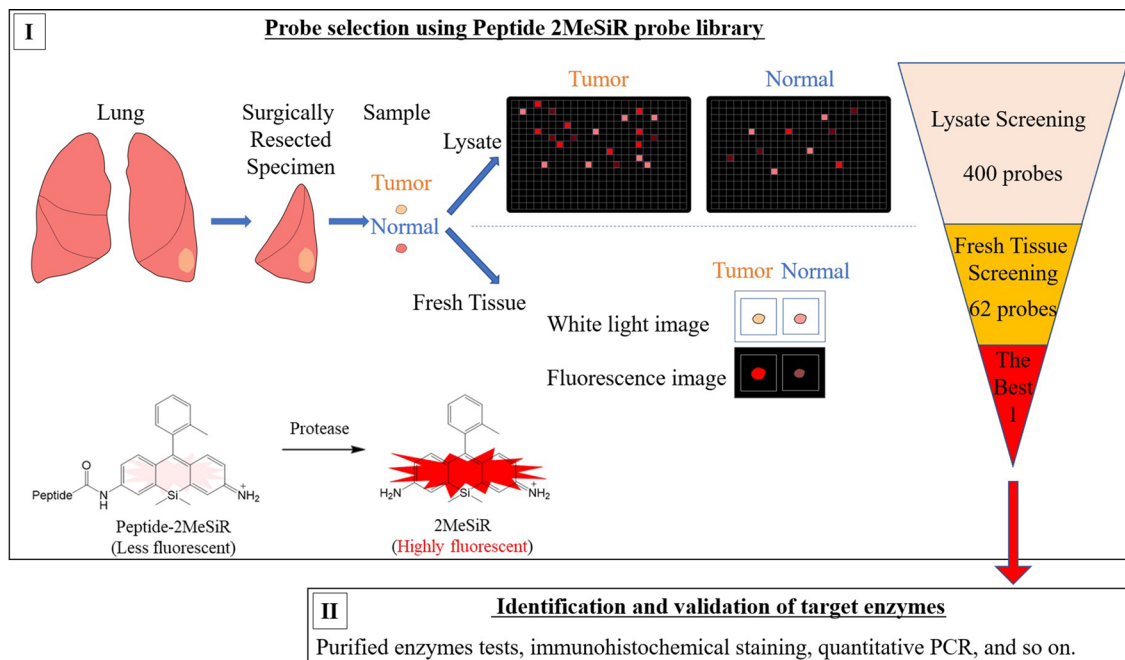 I
Probe selection using Peptide 2MeSiR probe library
Lung
Surgically
Resected
Specimen
Sample
Tumor
Normal
Lysate
Fresh Tissue
Tumor
Normal
Tumor Normal
White light image
Fluorescence image
Lysate Screening
400 probes
Fresh Tissue
Screening
62 probes
The
Best
1
O
Peptide
N
H
Si
NH2
+
Peptide-2MeSiR
(Less fluorescent)
Protease
H2N
Si
NH2
+
2MeSiR
(Highly fluorescent)
II
Identification and validation of target enzymes
Purified enzymes tests, immunohistochemical staining, quantitative PCR, and so on.